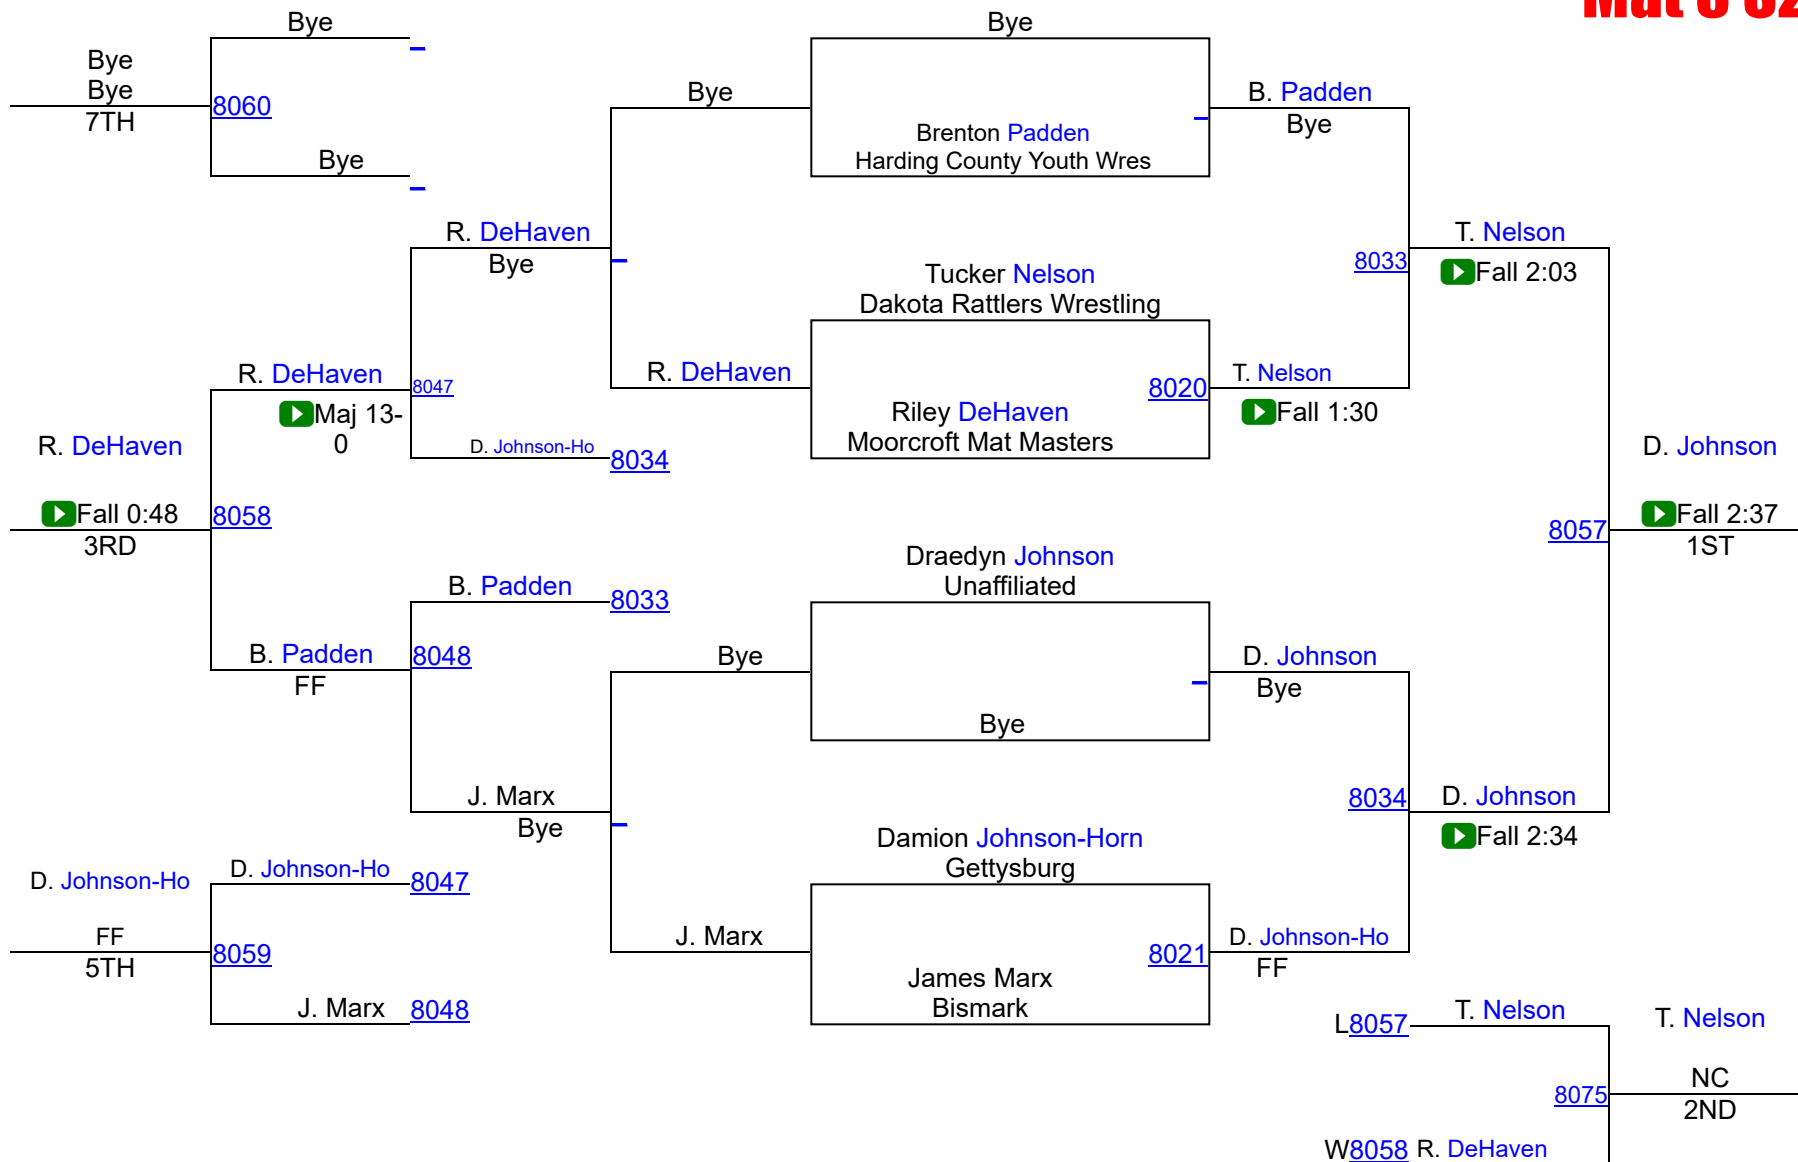 Bye
Bye
Mat 8
Bye
Bye
7TH
8060
Bye
Bye
B. Padden
Bye
Brenton Padden
Harding County Youth Wres
Bye
R. DeHaven
Bye
T. Nelson
8033
Fall 2:03
Tucker Nelson
Dakota Rattlers Wrestling
R. DeHaven
8047
Maj 13-
0
R. DeHaven
8020
T. Nelson
Fall 1:30
Riley DeHaven
Moorcroft Mat Masters
R. DeHaven
D. Johnson-Ho
8034
D. Johnson
Fall 0:48
3RD
8058
8057
Fall 2:37
1ST
Draedyn Johnson
Unaffiliated
B. Padden
8033
B. Padden
FF
8048
Bye
D. Johnson
Bye
Bye
J. Marx
Bye
8034
D. Johnson
Fall 2:34
Damion Johnson-Horn
Gettysburg
D. Johnson-Ho
D. Johnson-Ho
8047
FF
5TH
8059
J. Marx
8021
D. Johnson-Ho
FF
James Marx
Bismark
J. Marx
8048
L8057
T. Nelson
T. Nelson
8075
NC
2ND
W8058
R. DeHaven